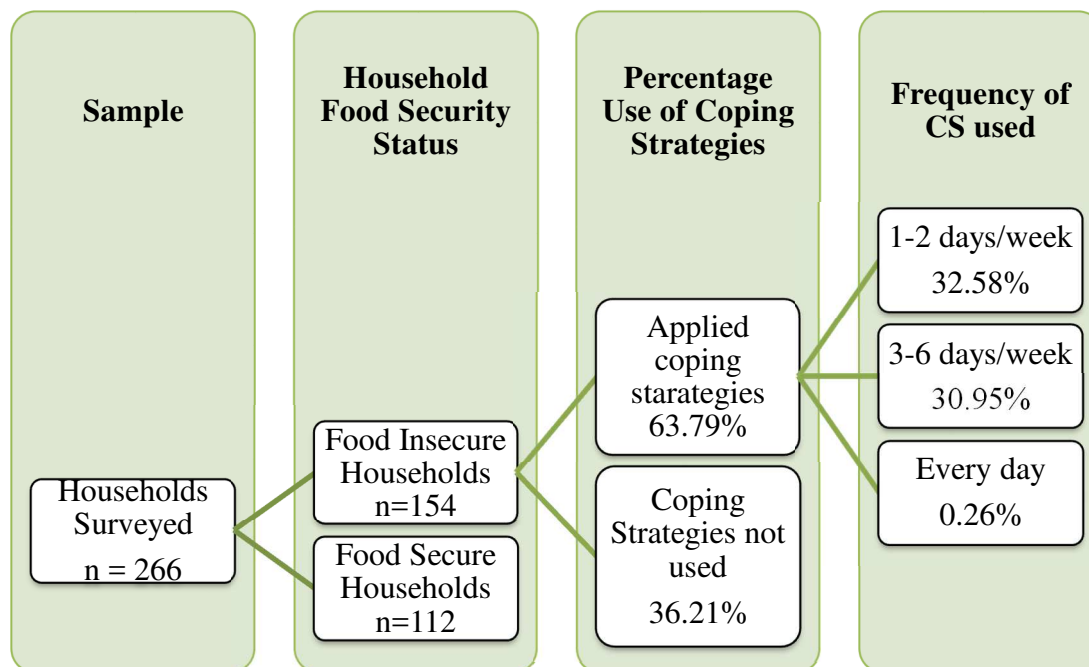 Sample
Household
Food Security
Status
Percentage
Use of Coping
Strategies
Frequency of
CS used
Households
Surveyed
n = 266
Food Insecure
Households
n=154
Food Secure
Households
n=112
Applied
coping
starategies
63.79%
Coping
Strategies not
used
36.21%
1-2 days/week
32.58%
3-6 days/week
30.95%
Every day
0.26%